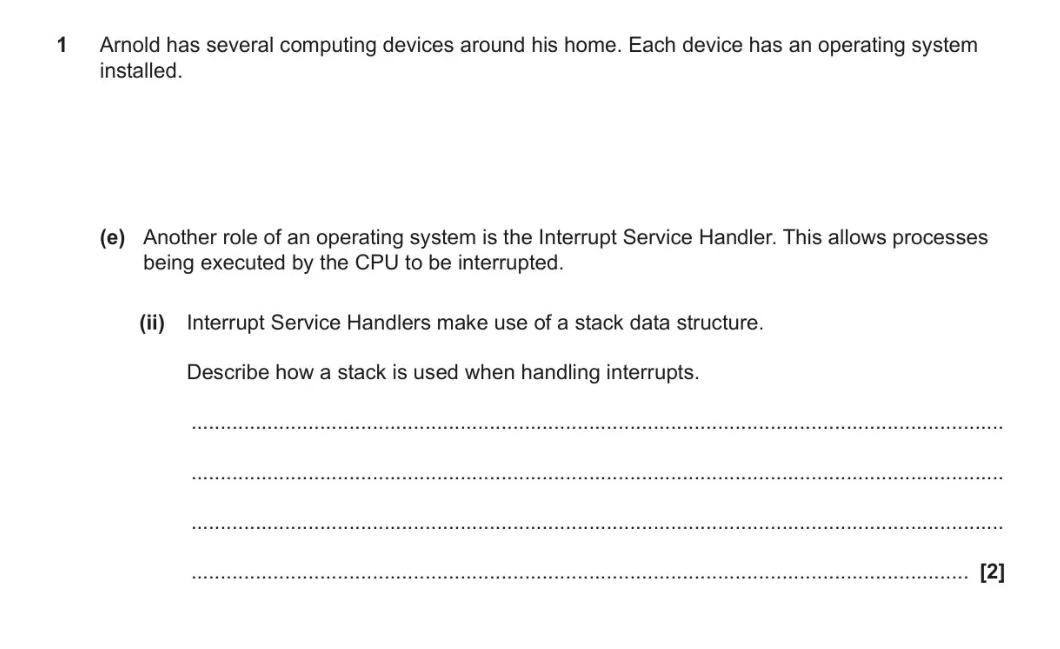 1 Arnold has several computing devices around his home. Each device has an operating system
installed.
(e) Another role of an operating system is the Interrupt Service Handler. This allows processes
being executed by the CPU to be interrupted.
(ii) Interrupt Service Handlers make use of a stack data structure.
Describe how a stack is used when handling interrupts.
[2]